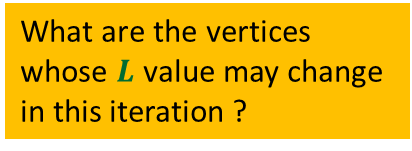 What are the vertices
whose L value may change
in this iteration ?